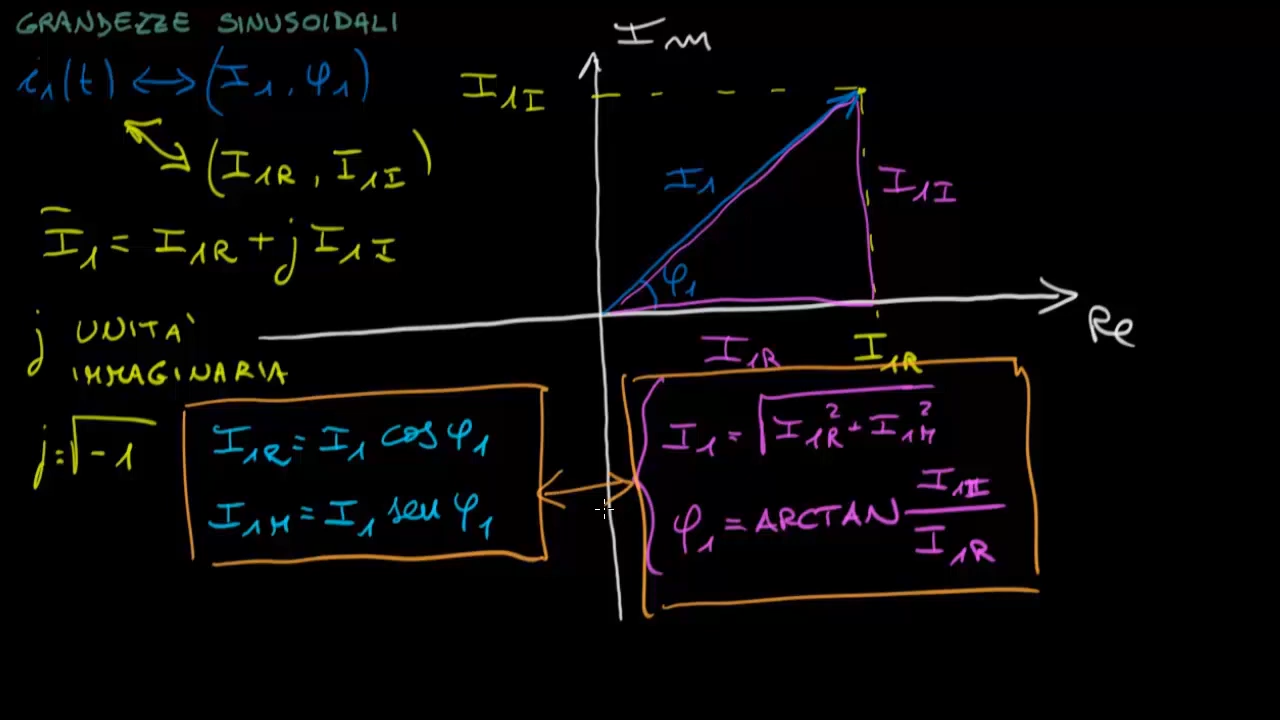 GRANDEZZE SINUSOIDALI
i₁(t) ↔ (I₁, φ₁)
(I₁R, I₁I)
Ī₁ = I₁R + j I₁I
j UNITA'
IMMAGINARIA
j = √-1
Im
I₁I
I₁
I₁I
φ₁
Re
I₁R
I₁R
I₁R = I₁ cos φ₁
I₁M = I₁ sen φ₁
I₁ = √(I₁R² + I₁M²)
φ₁ = ARCTAN I₁I / I₁R